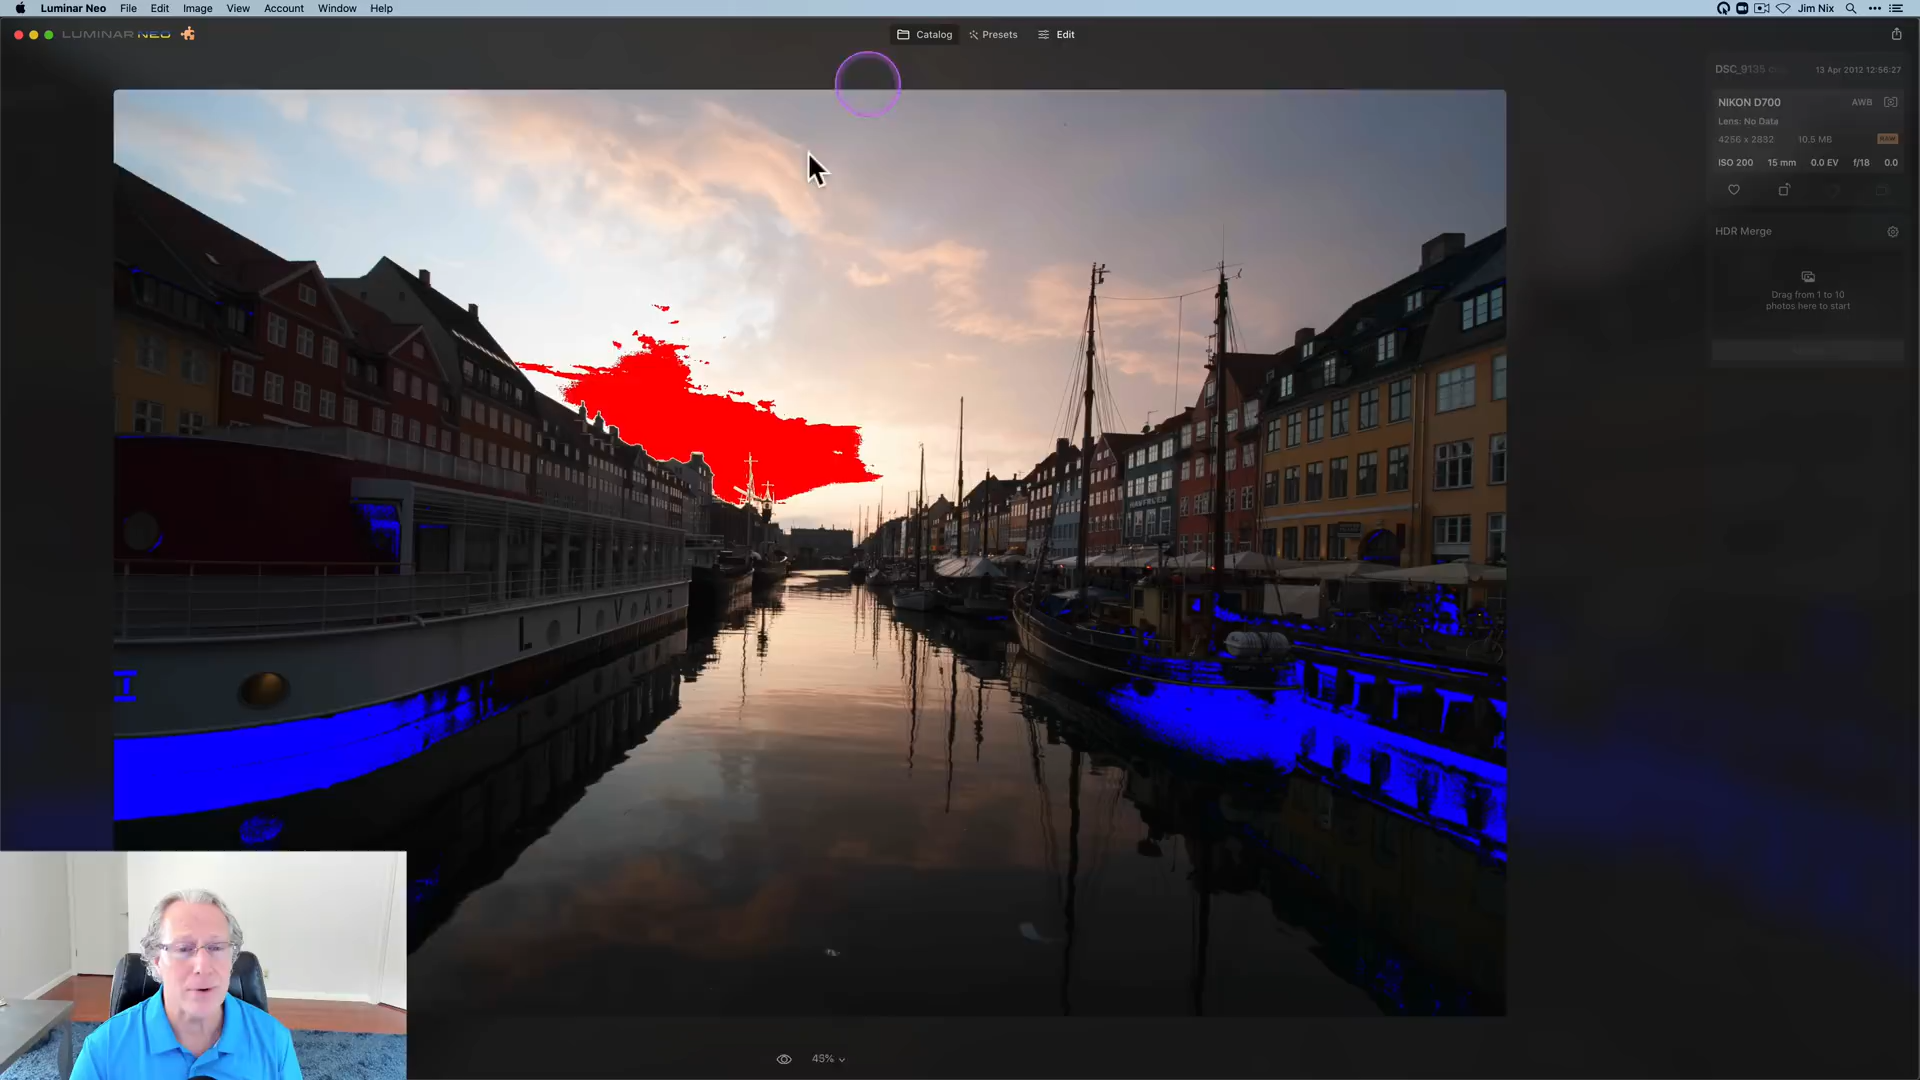 Luminar Neo File Edit Image View Account Window Help Jim Nix
LUMINAR NEO Catalog Presets Edit
DSC_9135 13 Apr 2012 12:56:27
NIKON D700 AWB
Lens: No Data
4256 x 2832 10.5 MB RAW
ISO 200 15 mm 0.0 EV f/18 0.0
HDR Merge
Drag from 1 to 10
photos here to start
L I V A II
45%